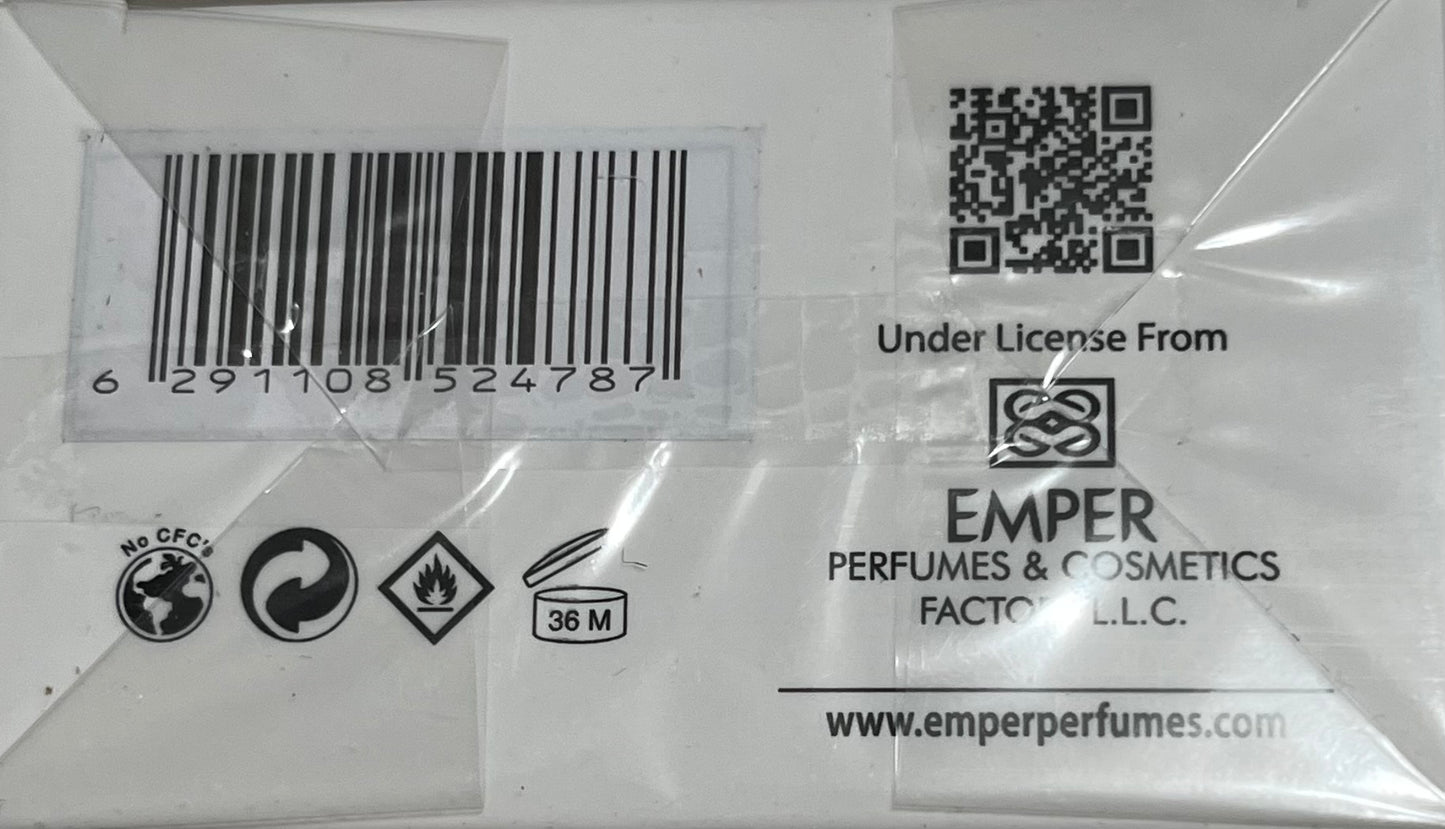 6 291108 524787
No CFC's
36 M
Under License From
EMPER
PERFUMES & COSMETICS
L.L.C.
www.emperperfumes.com